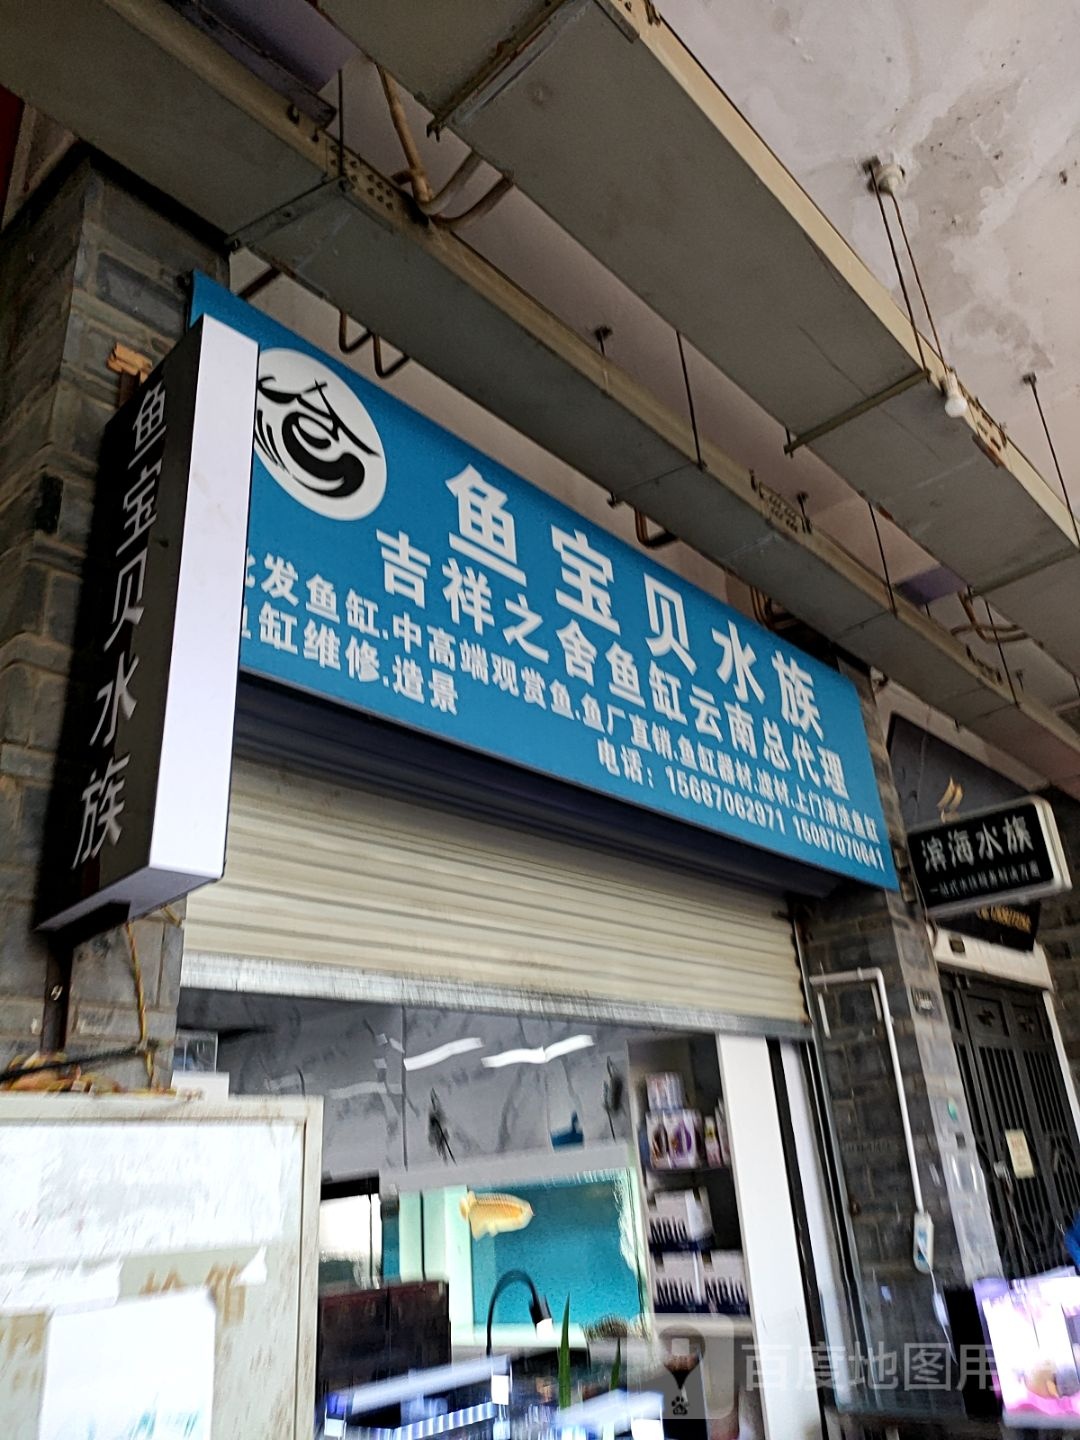 鱼宝贝水族
鱼宝贝水族
吉祥之舍鱼缸云南总代理
批发鱼缸、中高端观赏鱼、鱼厂直销、鱼缸器材、滤材、上门清洗鱼缸
鱼缸维修、造景
电话：15687062971 15087070641
滨海水族
百度地图用